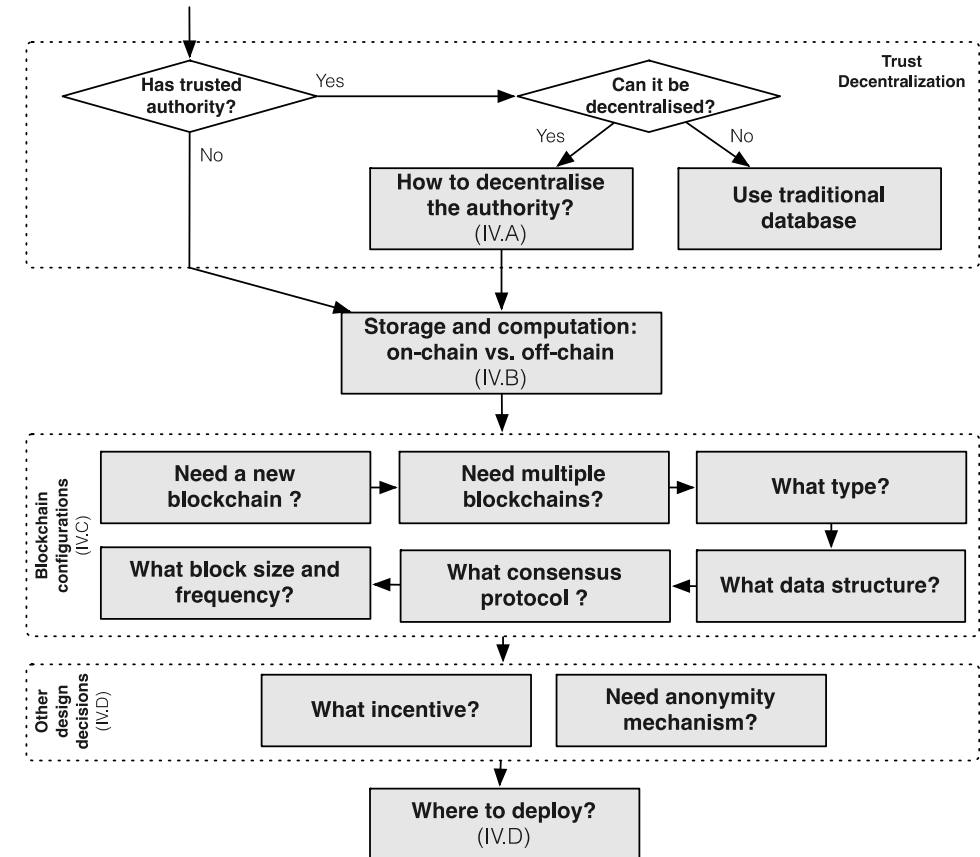 Trust
Decentralization
Has trusted
authority?
Yes
Can it be
decentralised?
No
Yes
No
How to decentralise
the authority?
(IV.A)
Use traditional
database
Storage and computation:
on-chain vs. off-chain
(IV.B)
Blockchain
configurations
(IV.C)
Need a new
blockchain ?
Need multiple
blockchains?
What type?
What block size and
frequency?
What consensus
protocol ?
What data structure?
Other
design
decisions
(IV.D)
What incentive?
Need anonymity
mechanism?
Where to deploy?
(IV.D)